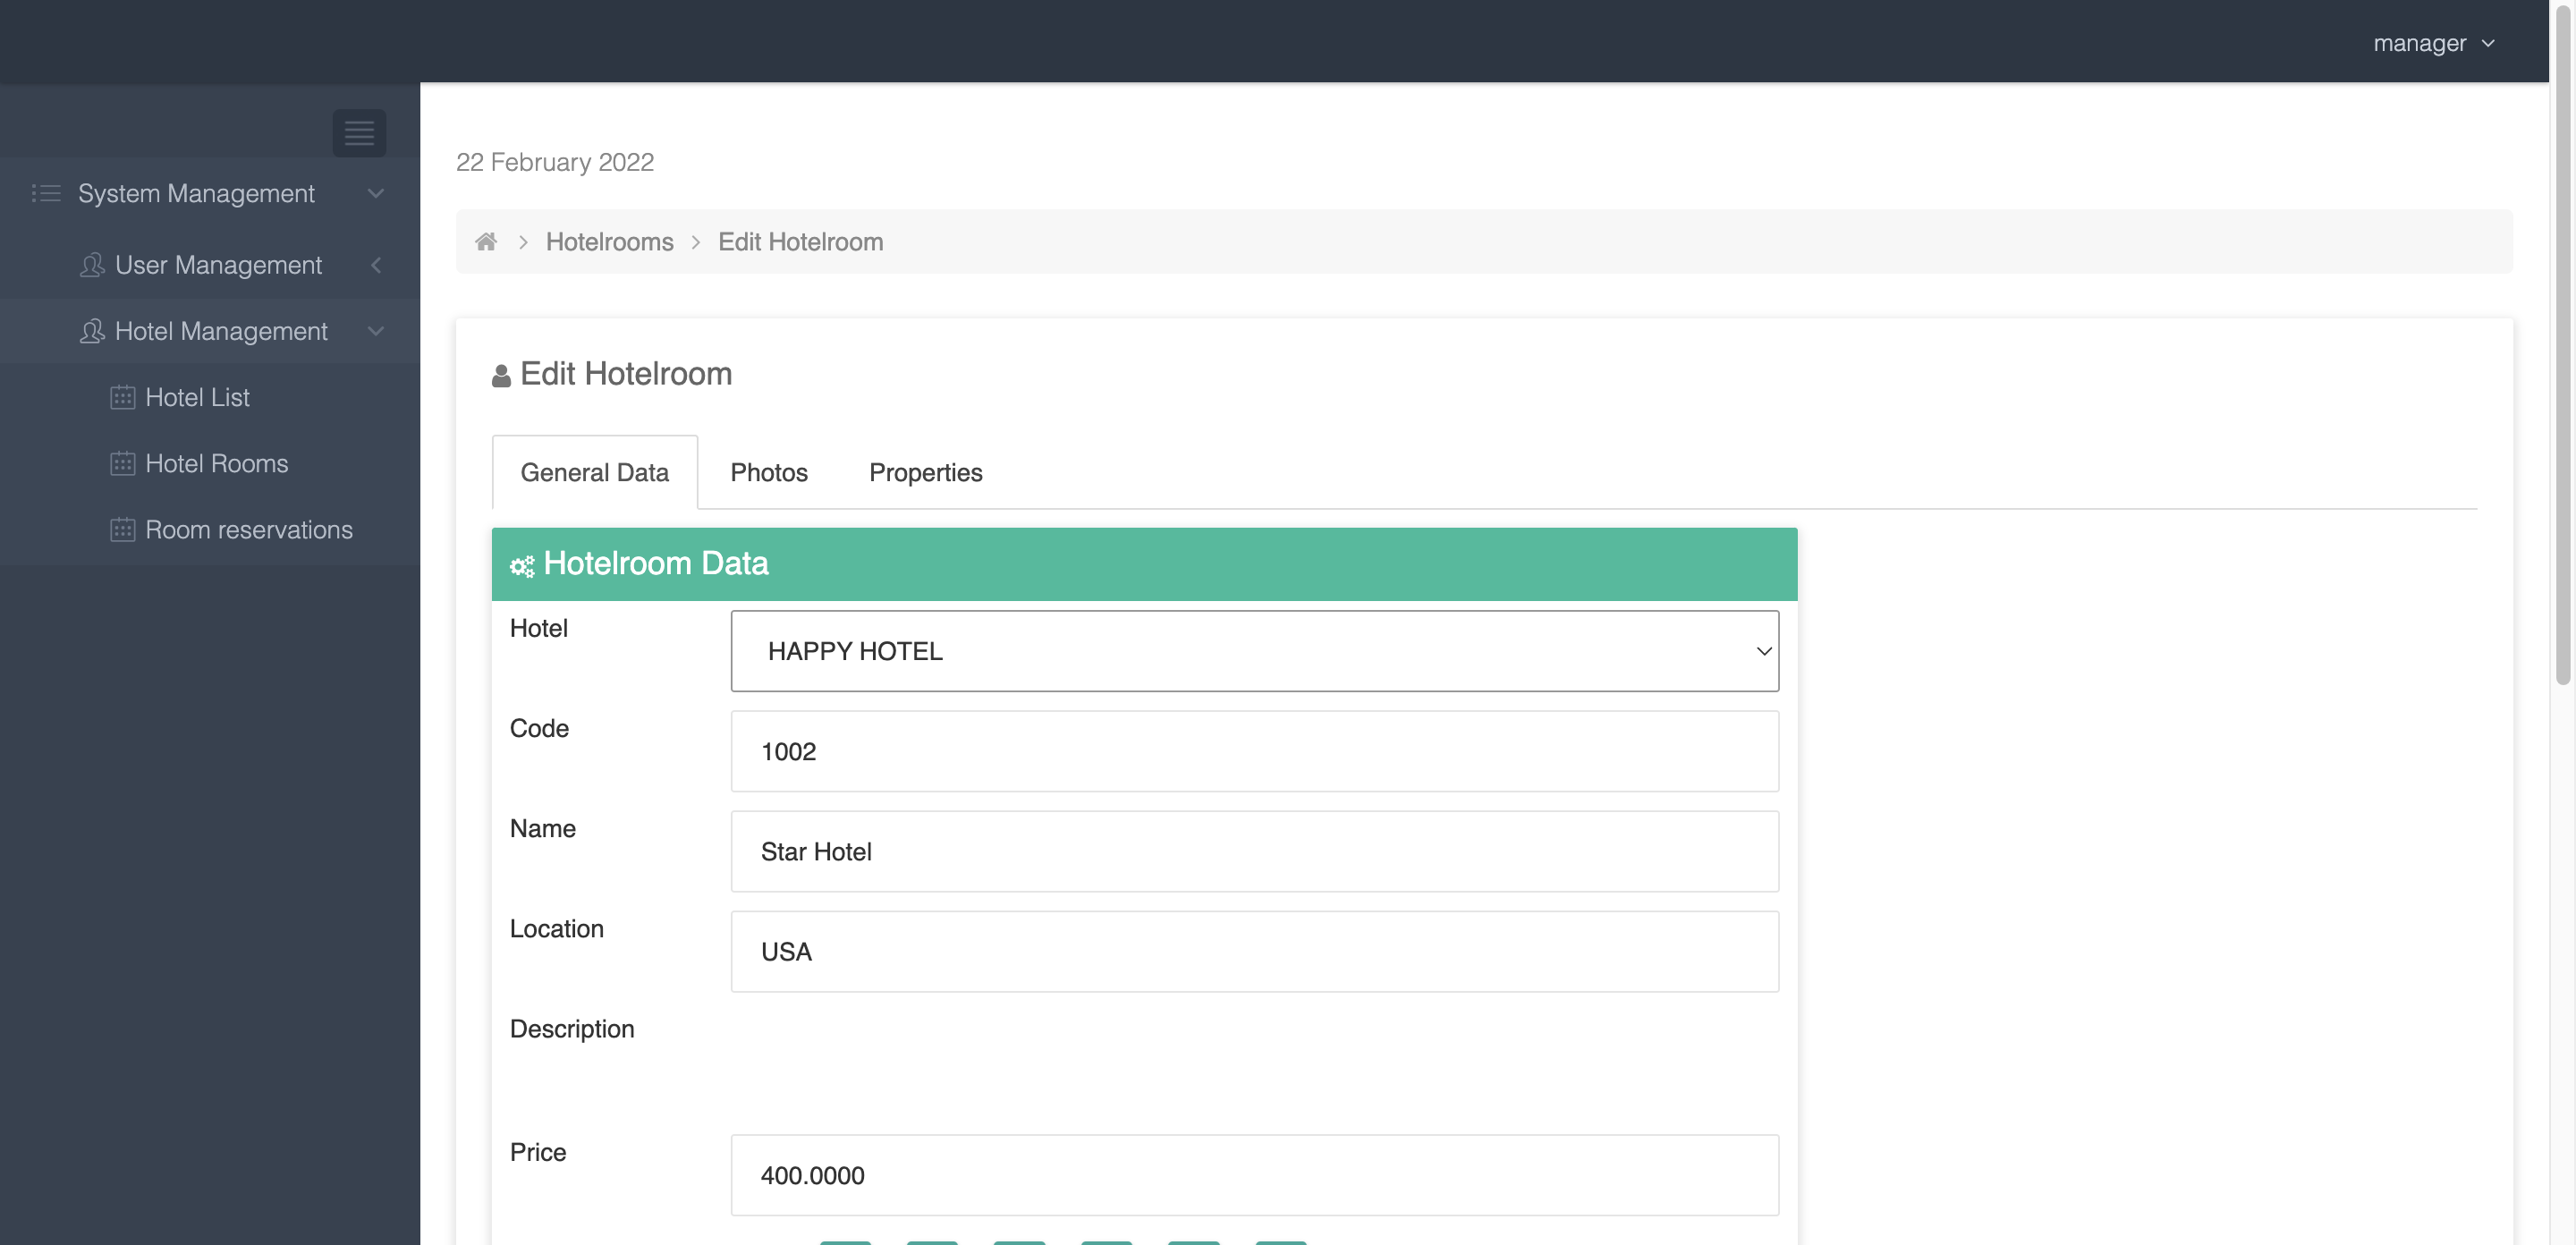 manager
System Management
User Management
Hotel Management
Hotel List
Hotel Rooms
Room reservations
22 February 2022
Hotelrooms
Edit Hotelroom
Edit Hotelroom
General Data Photos Properties
Hotelroom Data
Hotel HAPPY HOTEL
Code 1002
Name Star Hotel
Location USA
Description
Price 400.0000